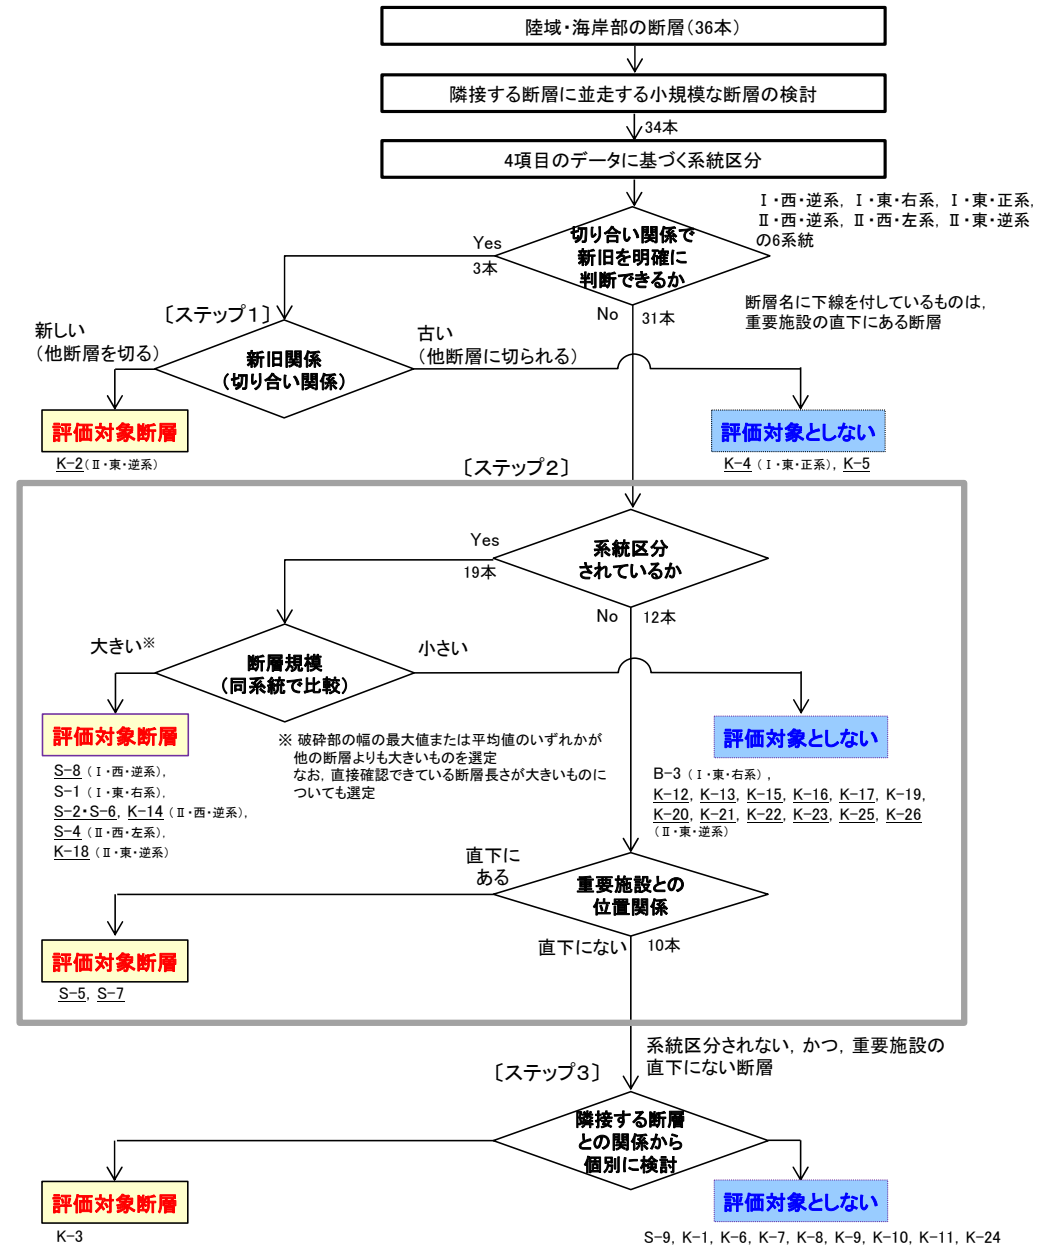 陸域・海岸部の断層(36本)
隣接する断層に並走する小規模な断層の検討
34本
4項目のデータに基づく系統区分
Ⅰ・西・逆系, Ⅰ・東・右系, Ⅰ・東・正系,
Ⅱ・西・逆系, Ⅱ・西・左系, Ⅱ・東・逆系
の6系統
切り合い関係で
新旧を明確に
判断できるか
Yes
3本
No
31本
断層名に下線を付しているものは,
重要施設の直下にある断層
〔ステップ1〕
新しい
(他断層を切る)
古い
(他断層に切られる)
新旧関係
(切り合い関係)
評価対象断層
K-2(Ⅱ・東・逆系)
評価対象としない
K-4 (Ⅰ・東・正系), K-5
〔ステップ2〕
系統区分
されているか
Yes
19本
No
12本
大きい※
小さい
断層規模
(同系統で比較)
評価対象断層
S-8 (Ⅰ・西・逆系),
S-1 (Ⅰ・東・右系),
S-2・S-6, K-14 (Ⅱ・西・逆系),
S-4 (Ⅱ・西・左系),
K-18 (Ⅱ・東・逆系)
※ 破砕部の幅の最大値または平均値のいずれかが
他の断層よりも大きいものを選定
なお, 直接確認できている断層長さが大きいものに
ついても選定
評価対象としない
B-3 (Ⅰ・東・右系) ,
K-12, K-13, K-15, K-16, K-17, K-19,
K-20, K-21, K-22, K-23, K-25, K-26
(Ⅱ・東・逆系)
直下に
ある
重要施設との
位置関係
直下にない
10本
評価対象断層
S-5, S-7
系統区分されない, かつ, 重要施設の
直下にない断層
〔ステップ3〕
隣接する断層
との関係から
個別に検討
評価対象断層
K-3
評価対象としない
S-9, K-1, K-6, K-7, K-8, K-9, K-10, K-11, K-24